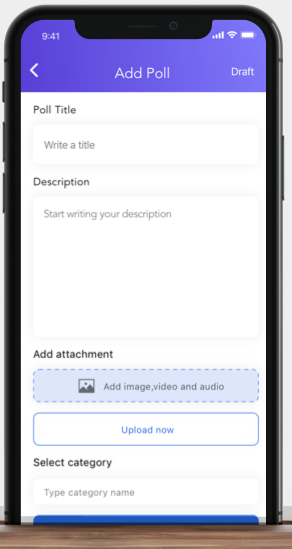 9:41
Add Poll
Draft
Poll Title
Write a title
Description
Start writing your description
Add attachment
Add image,video and audio
Upload now
Select category
Type category name